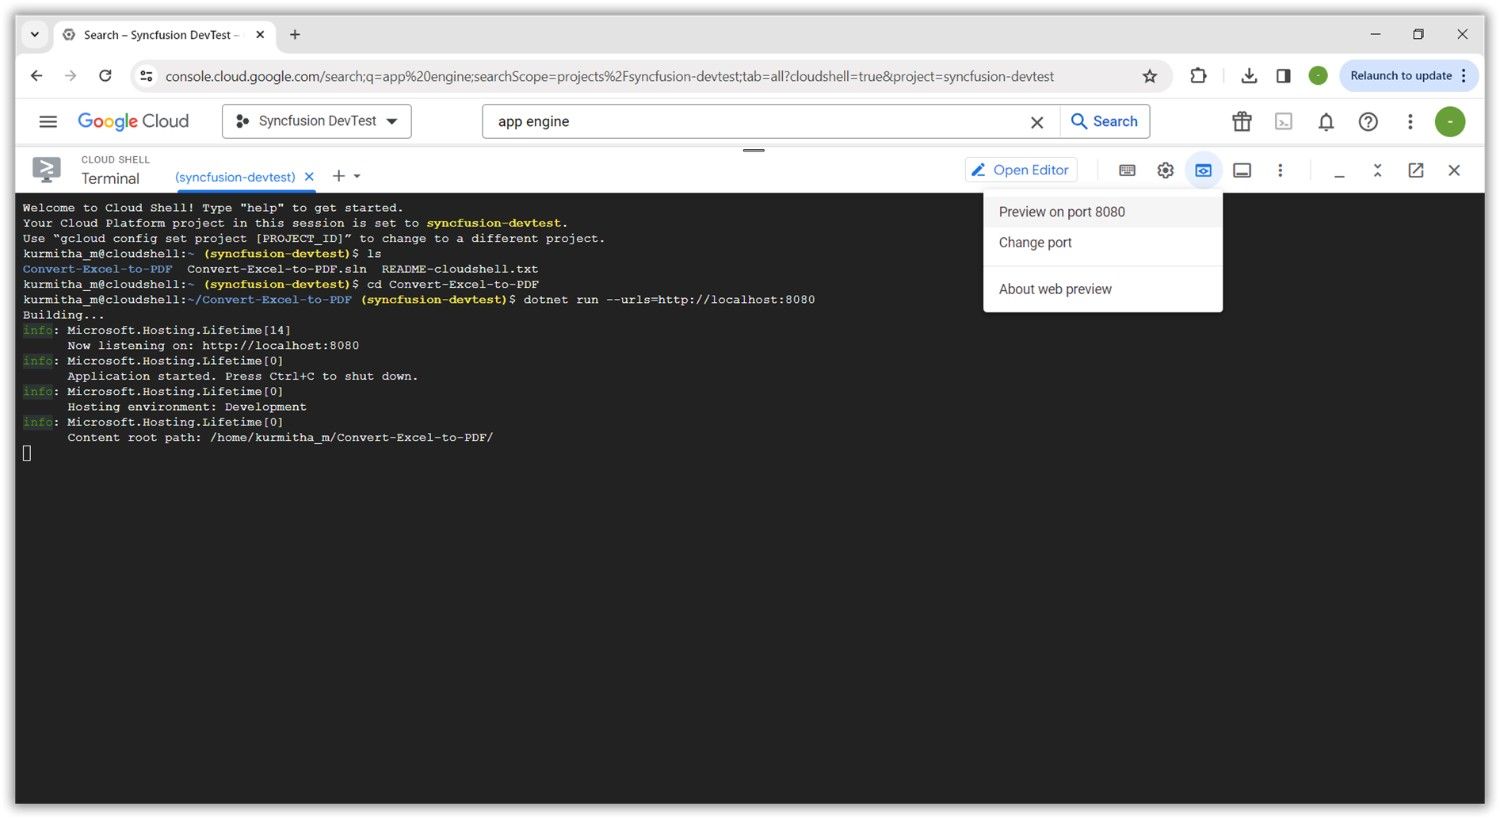 Search – Syncfusion DevTest –
console.cloud.google.com/search;q=app%20engine;searchScope=projects%2Fsyncfusion-devtest;tab=all?cloudshell=true&project=syncfusion-devtest
Relaunch to update
Google Cloud
Syncfusion DevTest
app engine
Search
CLOUD SHELL
Terminal
(syncfusion-devtest)
Open Editor
Preview on port 8080
Change port
About web preview
Welcome to Cloud Shell! Type "help" to get started.
Your Cloud Platform project in this session is set to syncfusion-devtest.
Use “gcloud config set project [PROJECT_ID]” to change to a different project.
kurmitha_m@cloudshell:~ (syncfusion-devtest)$ ls
Convert-Excel-to-PDF  Convert-Excel-to-PDF.sln  README-cloudshell.txt
kurmitha_m@cloudshell:~ (syncfusion-devtest)$ cd Convert-Excel-to-PDF
kurmitha_m@cloudshell:~/Convert-Excel-to-PDF (syncfusion-devtest)$ dotnet run --urls=http://localhost:8080
Building...
info: Microsoft.Hosting.Lifetime[14]
Now listening on: http://localhost:8080
info: Microsoft.Hosting.Lifetime[0]
Application started. Press Ctrl+C to shut down.
info: Microsoft.Hosting.Lifetime[0]
Hosting environment: Development
info: Microsoft.Hosting.Lifetime[0]
Content root path: /home/kurmitha_m/Convert-Excel-to-PDF/